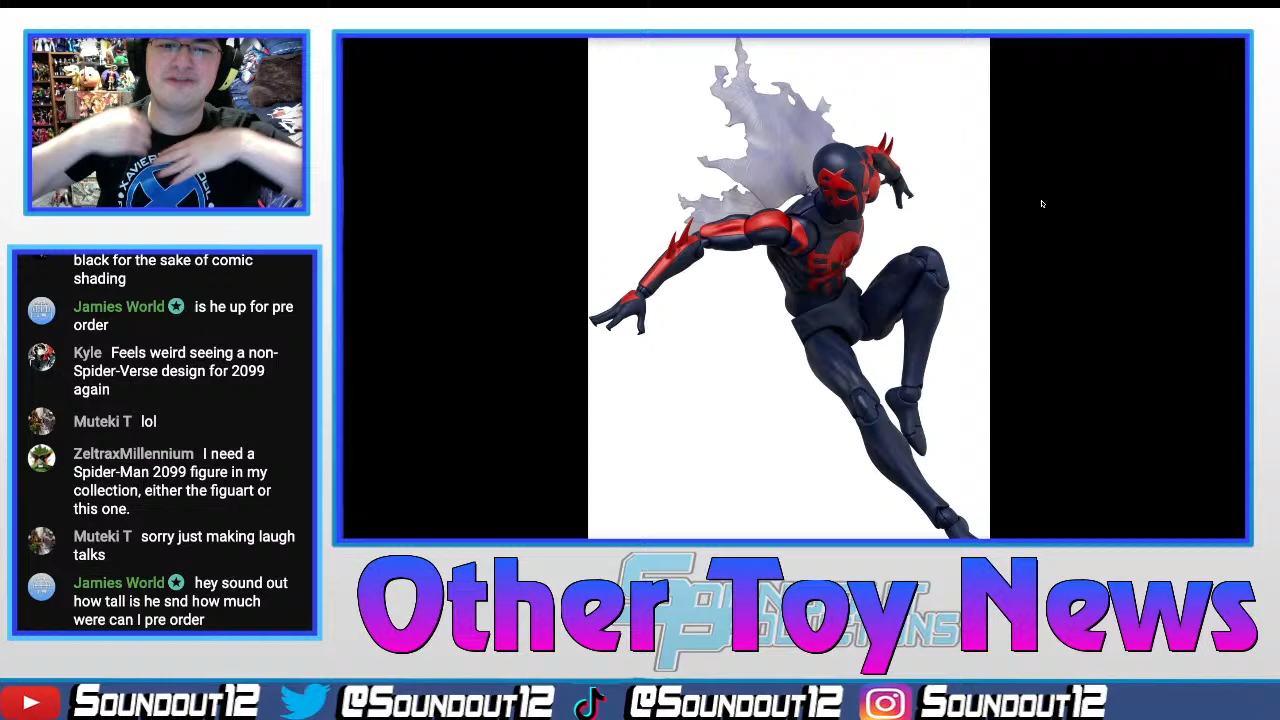 black for the sake of comic
shading
Jamies World is he up for pre
order
Kyle Feels weird seeing a non-
Spider-Verse design for 2099
again
Muteki T lol
ZeltraxMillennium I need a
Spider-Man 2099 figure in my
collection, either the figuart or
this one.
Muteki T sorry just making laugh
talks
Jamies World hey sound out
how tall is he snd how much
were can I pre order
Other Toy News
Soundout12
@Soundout12
@Soundout12
Soundout12